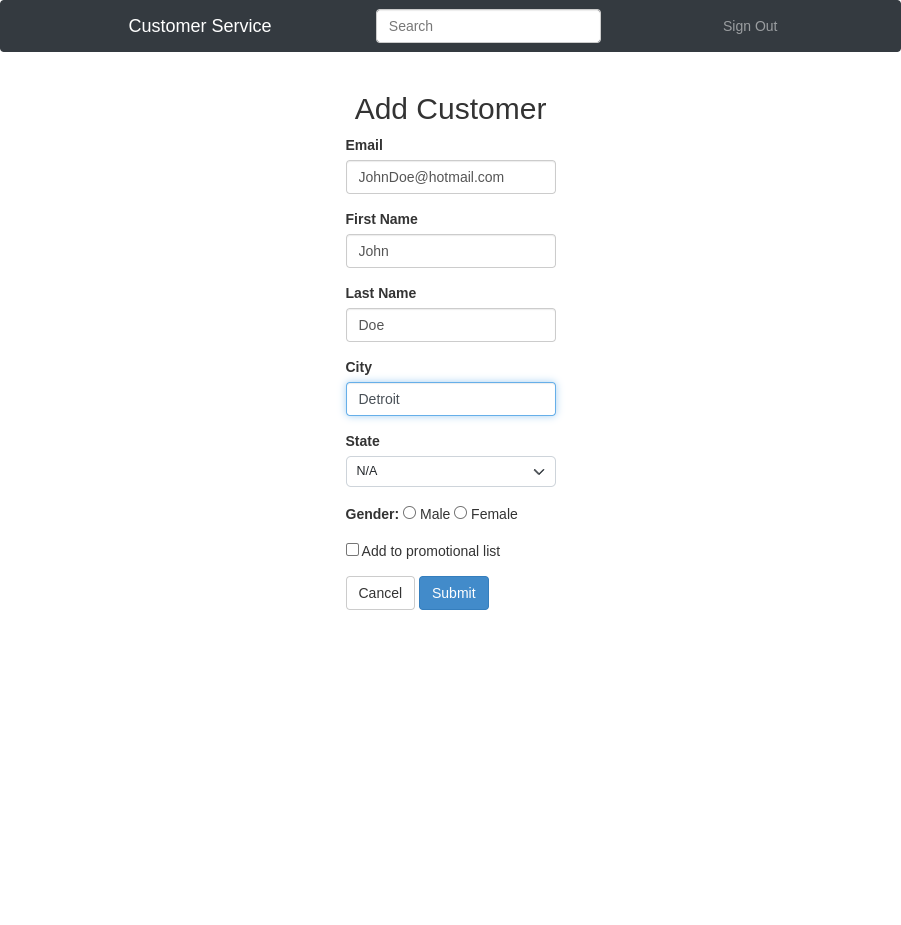 Customer Service Search Sign Out
Add Customer
Email
JohnDoe@hotmail.com
First Name
John
Last Name
Doe
City
Detroit
State
N/A
Gender: Male Female
Add to promotional list
Cancel Submit